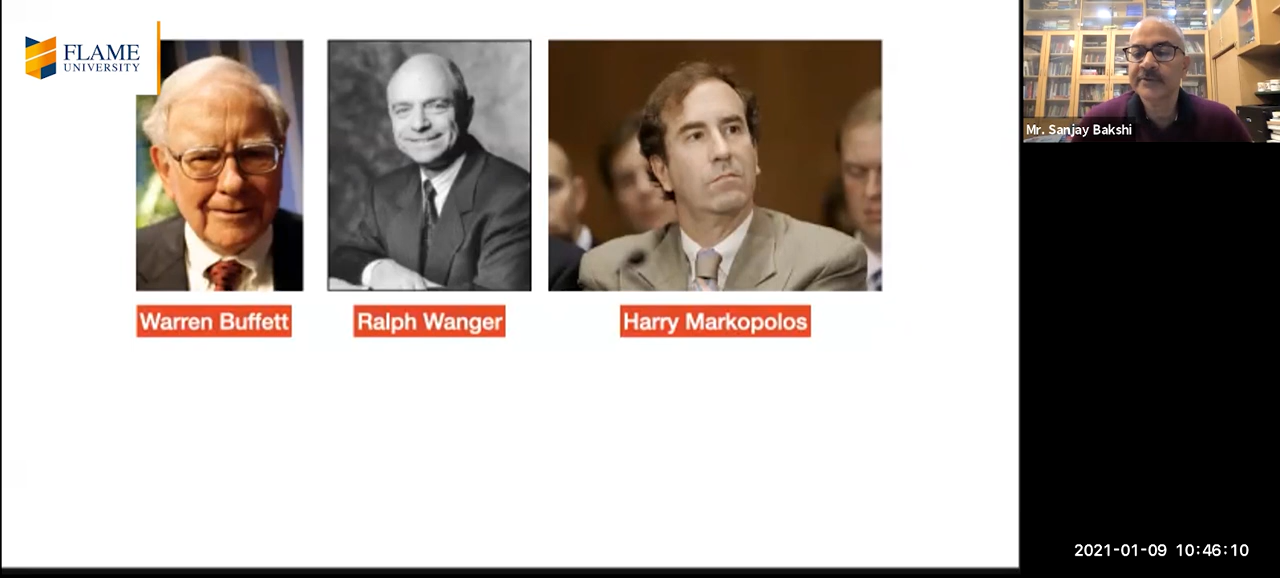 FLAME
UNIVERSITY
Mr. Sanjay Bakshi
Warren Buffett
Ralph Wanger
Harry Markopolos
2021-01-09 10:46:10